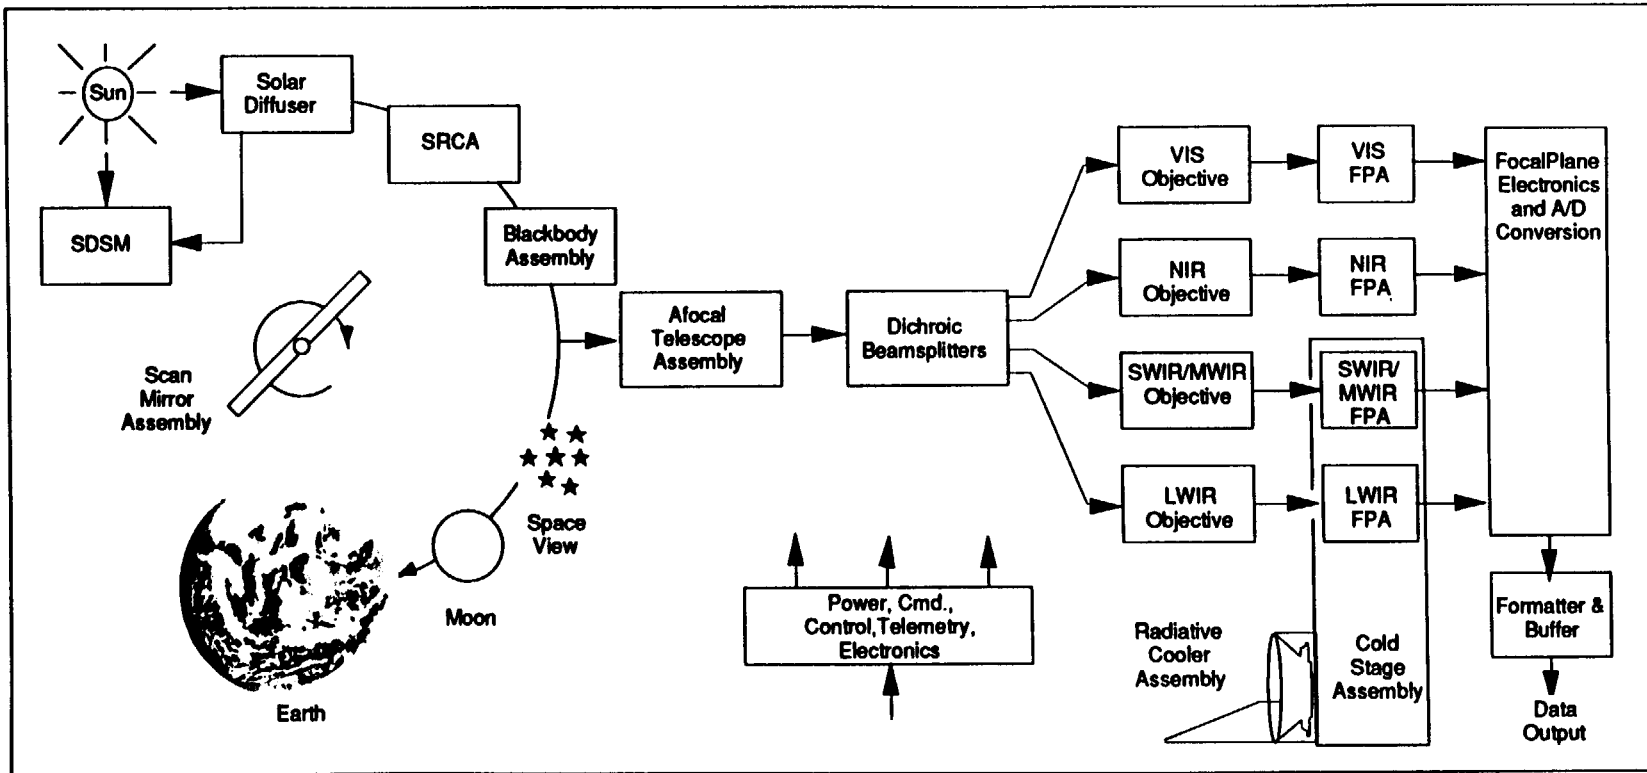 Sun
Solar
Diffuser
SRCA
SDSM
Blackbody
Assembly
Scan
Mirror
Assembly
Afocal
Telescope
Assembly
Dichroic
Beamsplitters
VIS
Objective
VIS
FPA
NIR
Objective
NIR
FPA
SWIR/MWIR
Objective
SWIR/
MWIR
FPA
LWIR
Objective
LWIR
FPA
FocalPlane
Electronics
and A/D
Conversion
Space
View
Moon
Earth
Power, Cmd.,
Control,Telemetry,
Electronics
Radiative
Cooler
Assembly
Cold
Stage
Assembly
Formatter &
Buffer
Data
Output